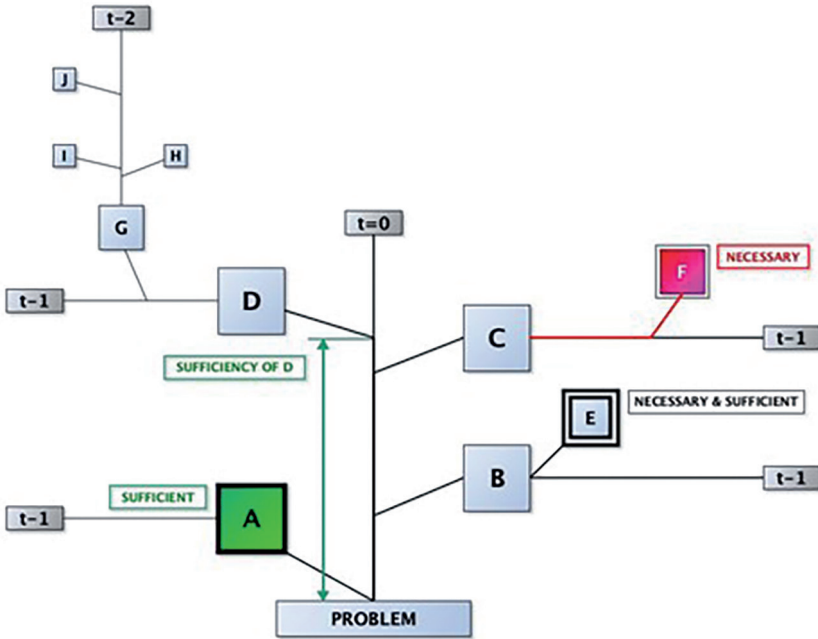 t-2
J
I
H
G
t=0
t-1
D
F
NECESSARY
C
t-1
SUFFICIENCY OF D
E
NECESSARY & SUFFICIENT
B
t-1
SUFFICIENT
t-1
A
PROBLEM